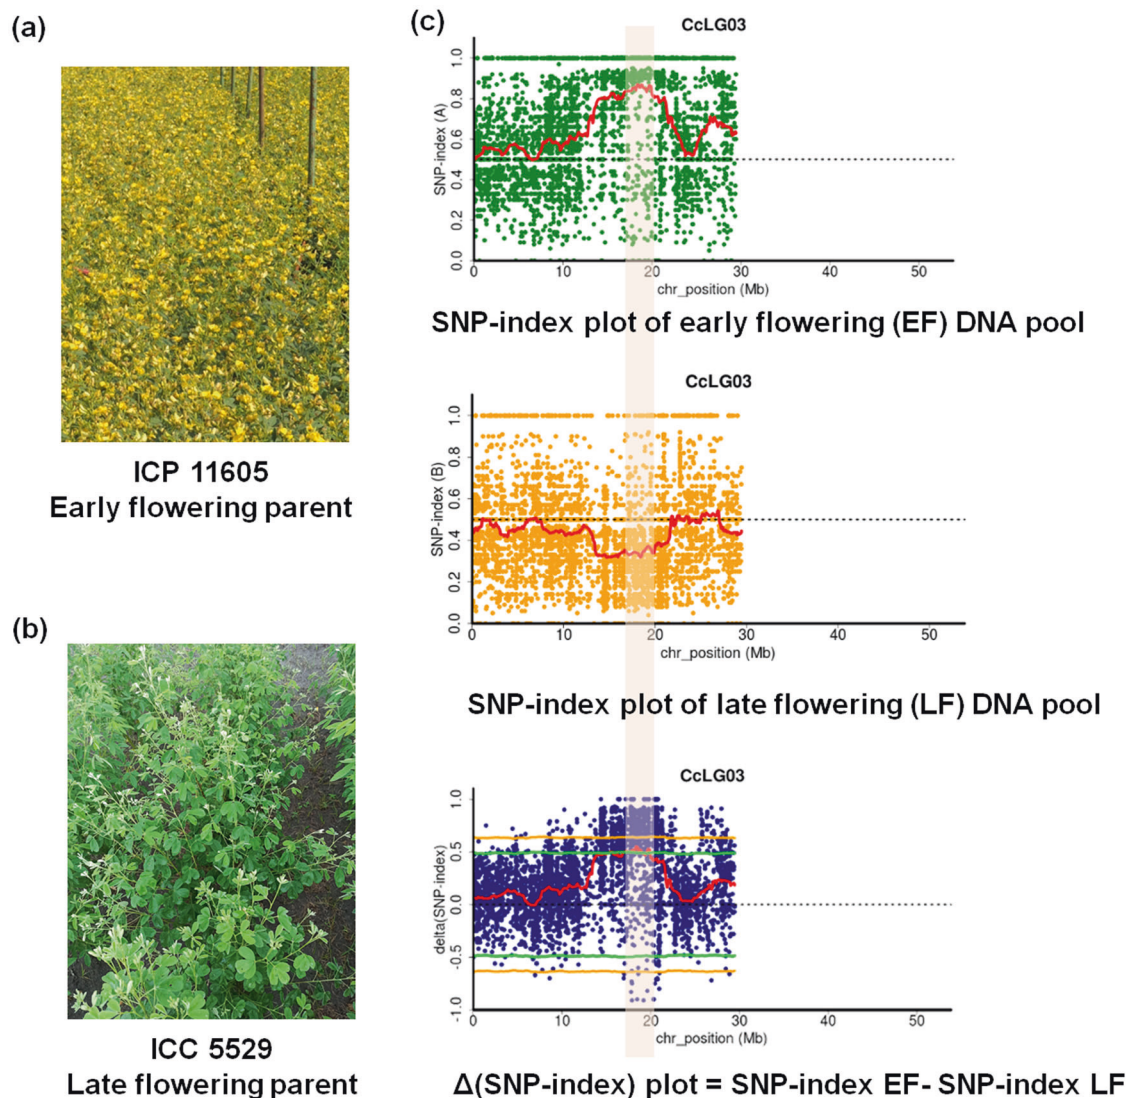 (a)
ICP 11605
Early flowering parent
(b)
ICC 5529
Late flowering parent
(c)
CcLG03
SNP-index (A)
1.0
0.8
0.6
0.4
0.2
0.0
0 10 20 30 40 50
chr_position (Mb)
SNP-index plot of early flowering (EF) DNA pool
CcLG03
SNP-index (B)
1.0
0.8
0.6
0.4
0.2
0.0
0 10 20 30 40 50
chr_position (Mb)
SNP-index plot of late flowering (LF) DNA pool
CcLG03
delta(SNP-index)
1.0
0.5
0.0
-0.5
-1.0
0 10 20 30 40 50
chr_position (Mb)
Δ(SNP-index) plot = SNP-index EF- SNP-index LF